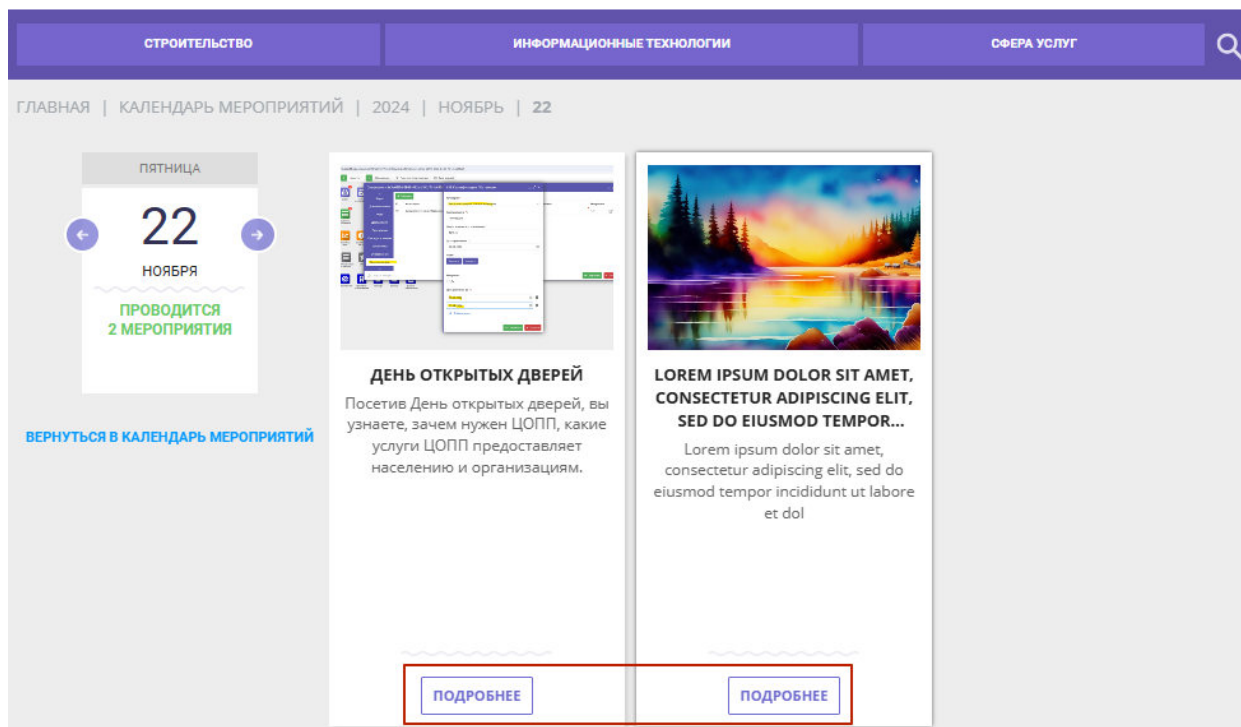 СТРОИТЕЛЬСТВО
ИНФОРМАЦИОННЫЕ ТЕХНОЛОГИИ
СФЕРА УСЛУГ
ГЛАВНАЯ | КАЛЕНДАРЬ МЕРОПРИЯТИЙ | 2024 | НОЯБРЬ | 22
ПЯТНИЦА
22
НОЯБРЯ
ПРОВОДИТСЯ
2 МЕРОПРИЯТИЯ
ВЕРНУТЬСЯ В КАЛЕНДАРЬ МЕРОПРИЯТИЙ
ДЕНЬ ОТКРЫТЫХ ДВЕРЕЙ
Посетив День открытых дверей, вы
узнаете, зачем нужен ЦОПП, какие
услуги ЦОПП предоставляет
населению и организациям.
ПОДРОБНЕЕ
LOREM IPSUM DOLOR SIT AMET,
CONSECTETUR ADIPISCING ELIT,
SED DO EIUSMOD TEMPOR...
Lorem ipsum dolor sit amet,
consectetur adipiscing elit, sed do
eiusmod tempor incididunt ut labore
et dol
ПОДРОБНЕЕ